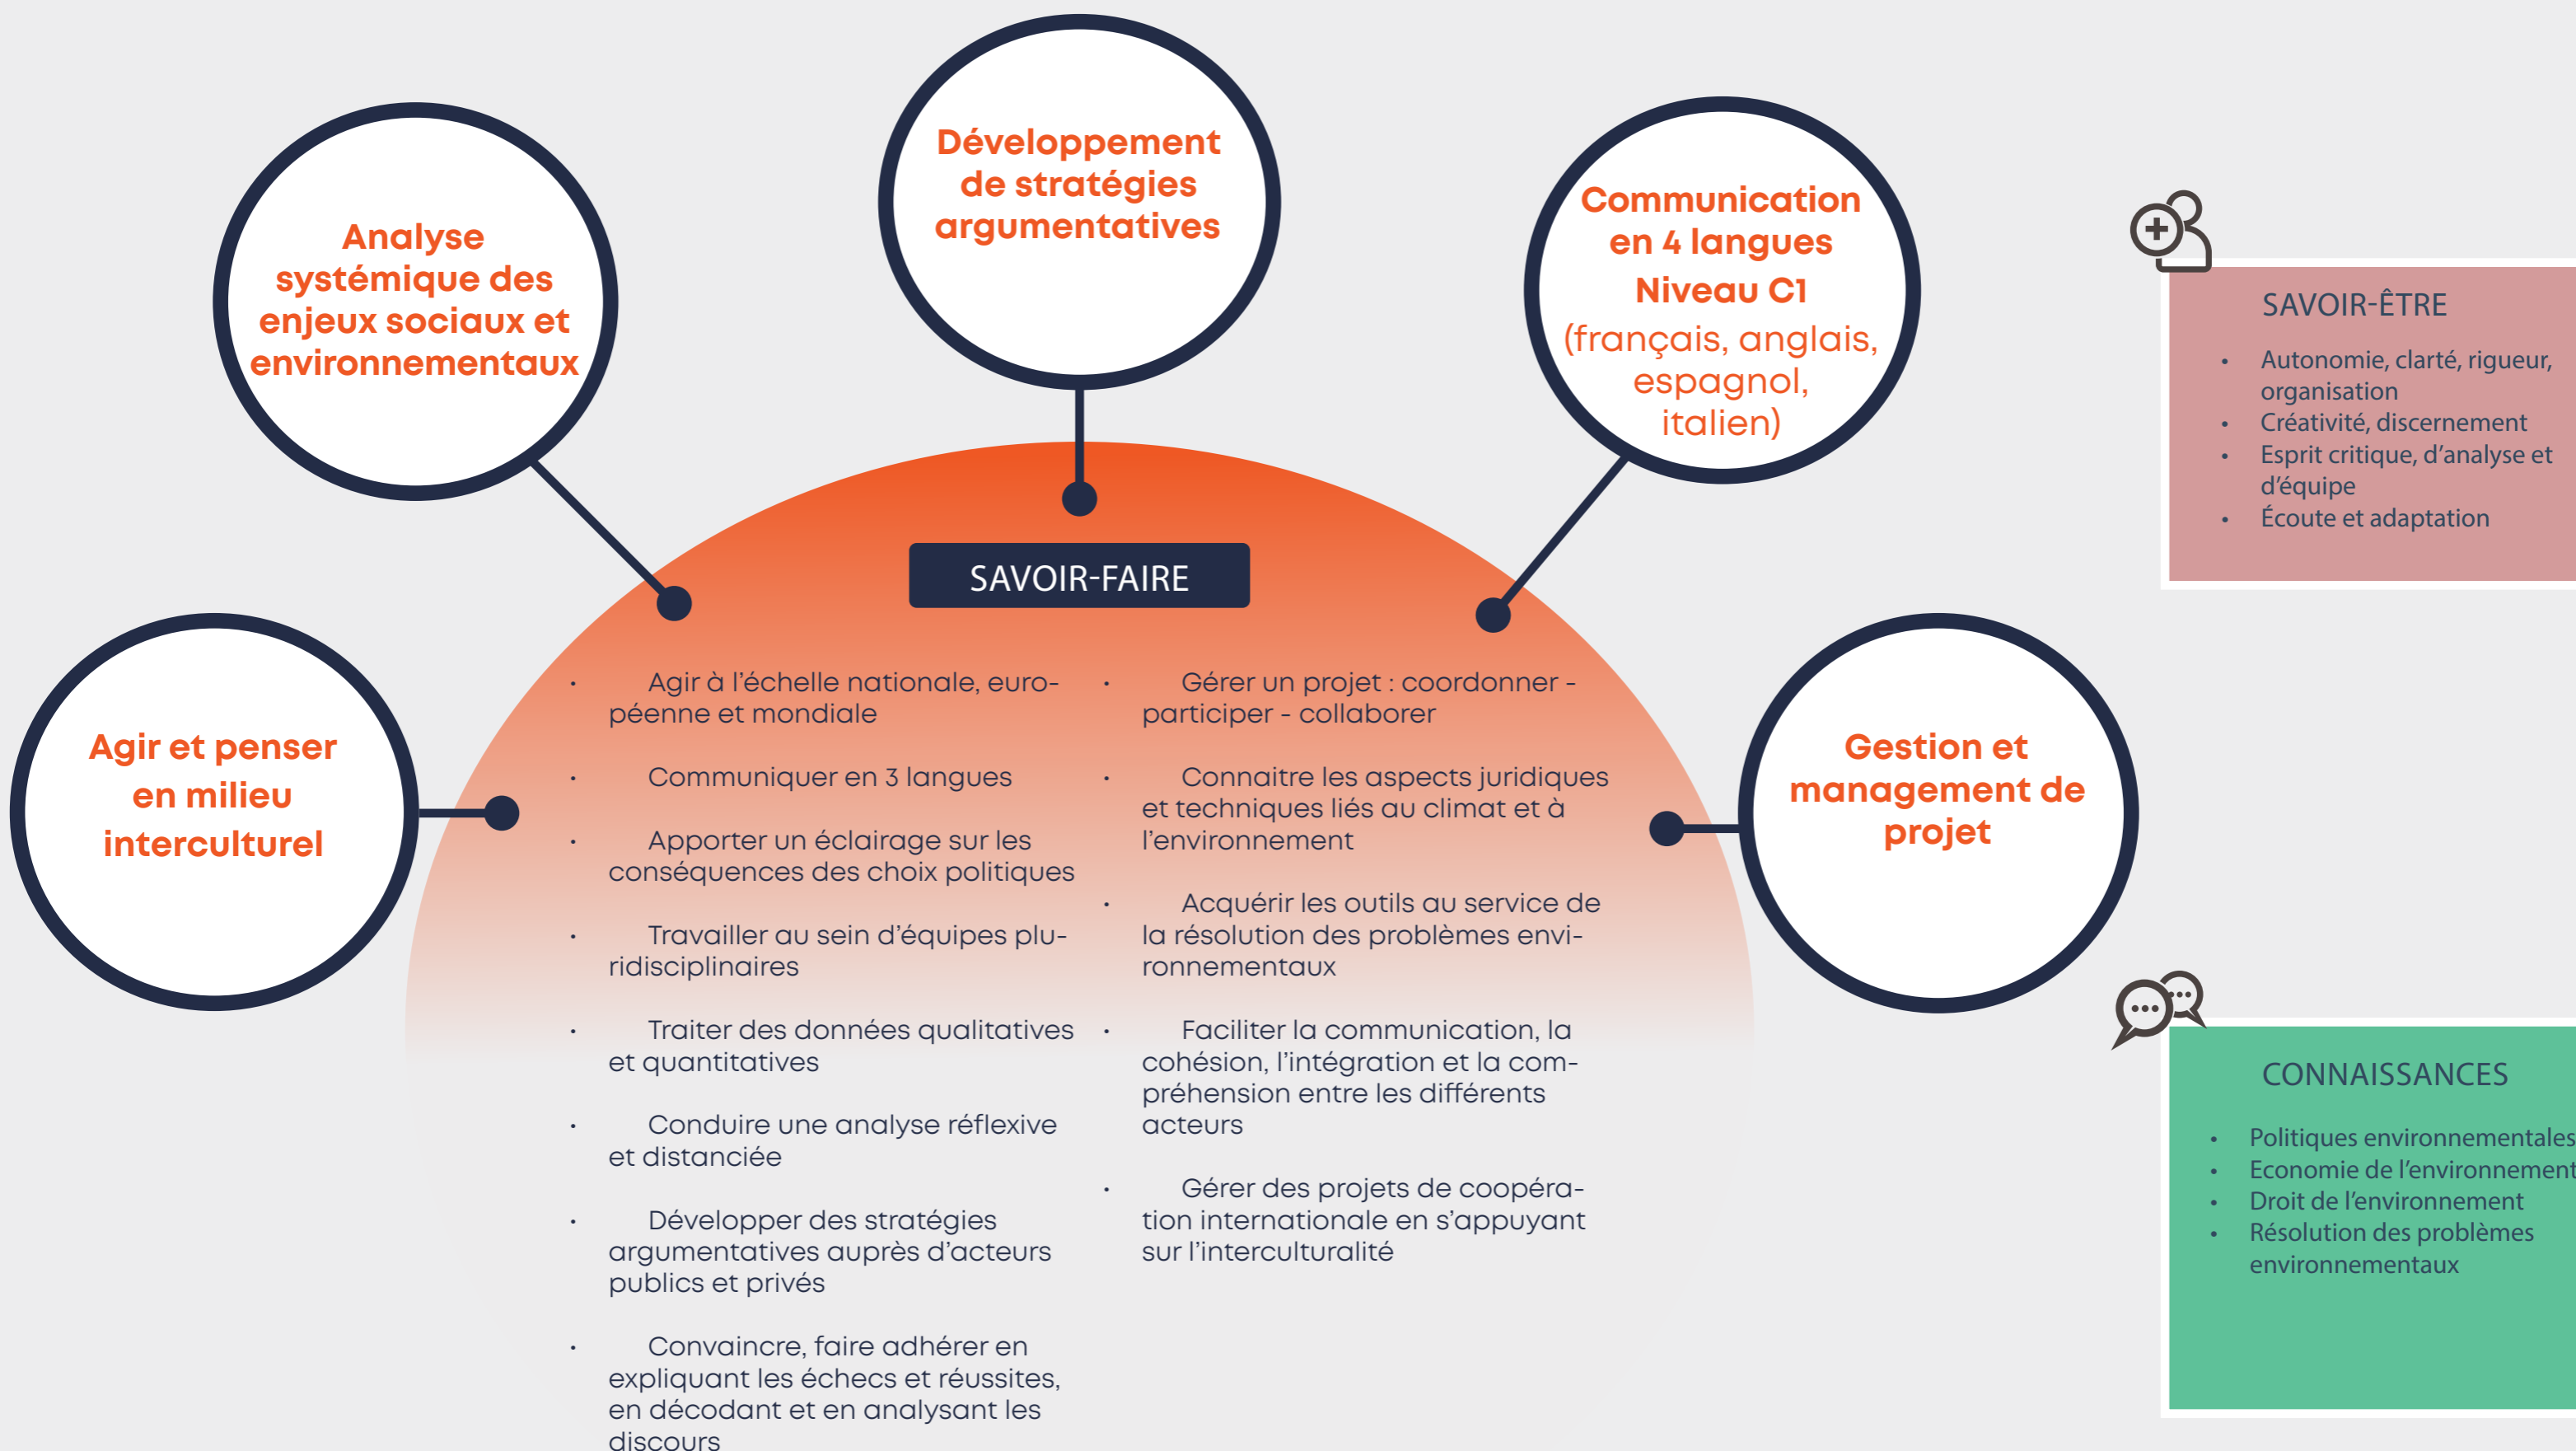 Développement
de stratégies
argumentatives
Analyse
systémique des
enjeux sociaux et
environnementaux
Communication
en 4 langues
Niveau C1
(français, anglais,
espagnol,
italien)
Agir et penser
en milieu
interculturel
Gestion et
management de
projet
SAVOIR-FAIRE
• Agir à l’échelle nationale, euro-
péenne et mondiale
• Communiquer en 3 langues
• Apporter un éclairage sur les
conséquences des choix politiques
• Travailler au sein d’équipes plu-
ridisciplinaires
• Traiter des données qualitatives
et quantitatives
• Conduire une analyse réflexive
et distanciée
• Développer des stratégies
argumentatives auprès d’acteurs
publics et privés
• Convaincre, faire adhérer en
expliquant les échecs et réussites,
en décodant et en analysant les
discours
• Gérer un projet : coordonner -
participer - collaborer
• Connaitre les aspects juridiques
et techniques liés au climat et à
l’environnement
• Acquérir les outils au service de
la résolution des problèmes envi-
ronnementaux
• Faciliter la communication, la
cohésion, l’intégration et la com-
préhension entre les différents
acteurs
• Gérer des projets de coopéra-
tion internationale en s’appuyant
sur l’interculturalité
SAVOIR-ÊTRE
• Autonomie, clarté, rigueur,
organisation
• Créativité, discernement
• Esprit critique, d’analyse et
d’équipe
• Écoute et adaptation
CONNAISSANCES
• Politiques environnementales
• Economie de l’environnement
• Droit de l’environnement
• Résolution des problèmes
environnementaux